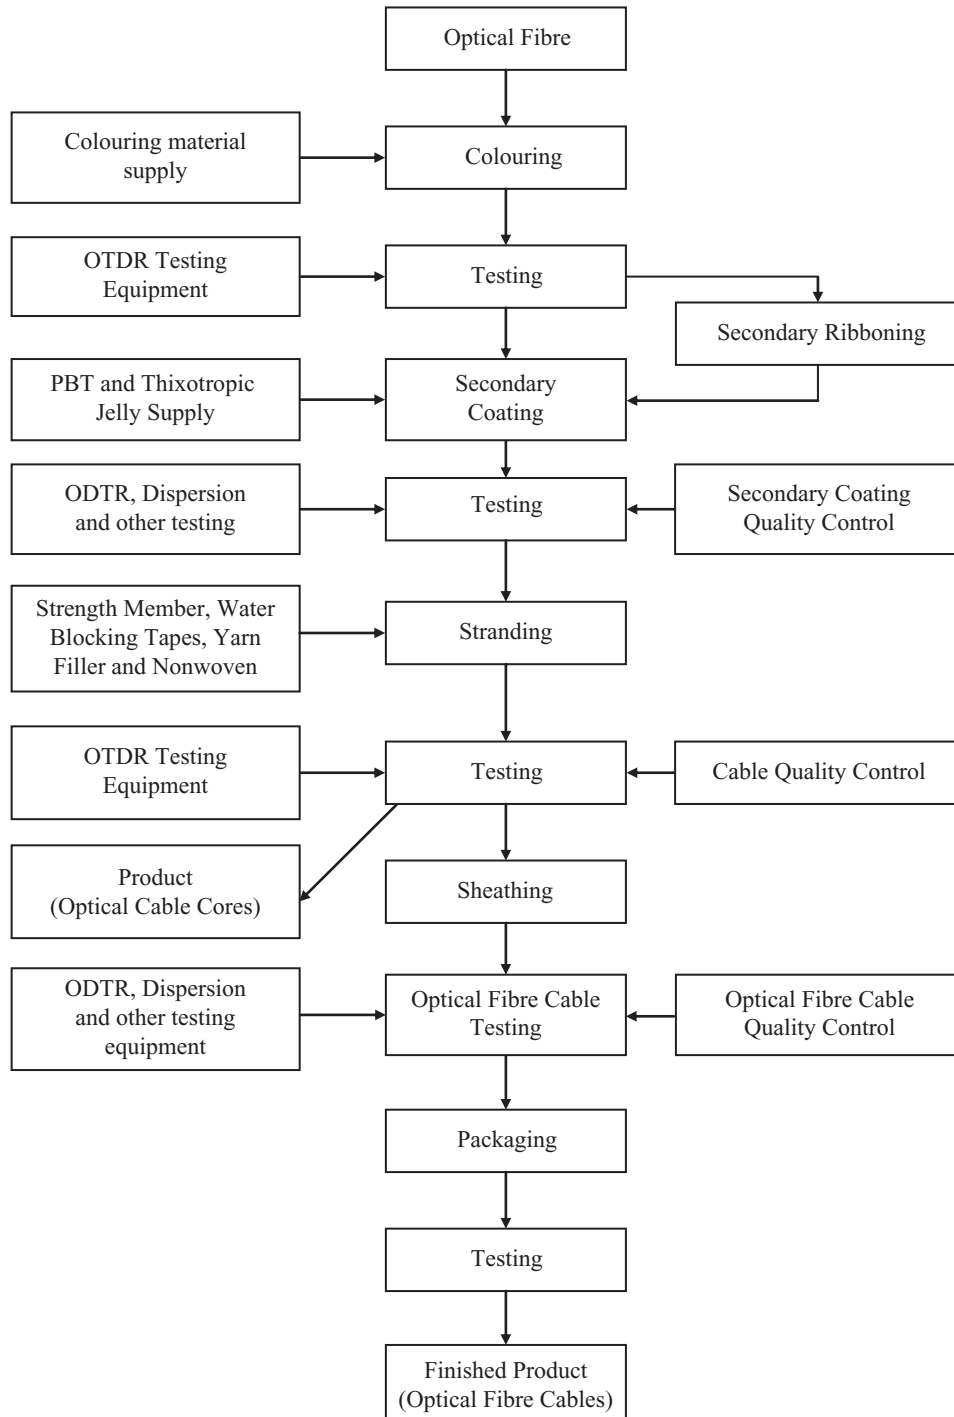 Optical Fibre
Colouring material
supply
Colouring
OTDR Testing
Equipment
Testing
Secondary Ribboning
PBT and Thixotropic
Jelly Supply
Secondary
Coating
ODTR, Dispersion
and other testing
Testing
Secondary Coating
Quality Control
Strength Member, Water
Blocking Tapes, Yarn
Filler and Nonwoven
Stranding
OTDR Testing
Equipment
Testing
Cable Quality Control
Product
(Optical Cable Cores)
Sheathing
ODTR, Dispersion
and other testing
equipment
Optical Fibre Cable
Testing
Optical Fibre Cable
Quality Control
Packaging
Testing
Finished Product
(Optical Fibre Cables)